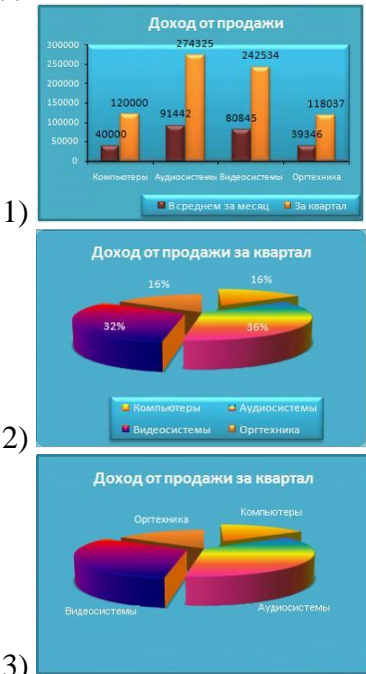 Доход от продажи
300000
274325
250000
242534
200000
150000
120000
118037
100000
91442
80845
50000
40000
39346
0
Компьютеры Аудиосистемы Видеосистемы Оргтехника
В среднем за месяц За квартал
1)
Доход от продажи за квартал
16% 16%
32% 36%
Компьютеры Аудиосистемы
Видеосистемы Оргтехника
2)
Доход от продажи за квартал
Оргтехника Компьютеры
Видеосистемы Аудиосистемы
3)